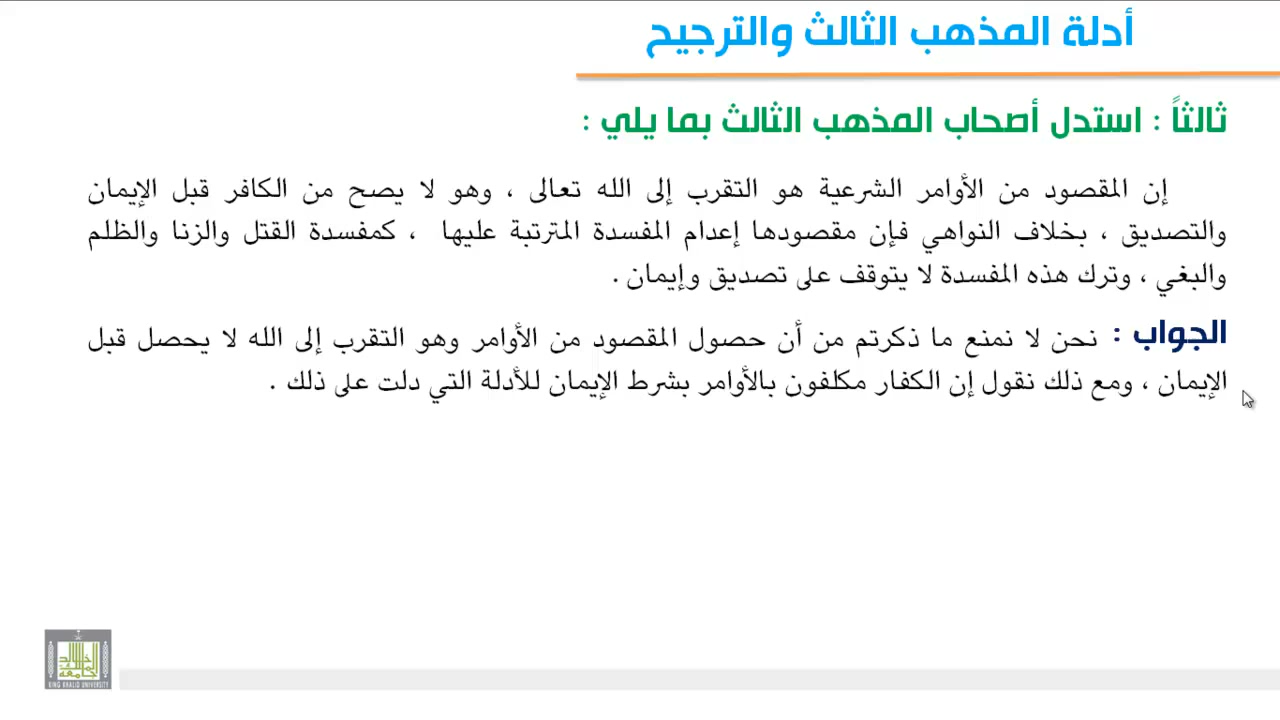 أدلة المذهب الثالث والترجيح
ثالثاً : استدل أصحاب المذهب الثالث بما يلي :
إن المقصود من الأوامر الشرعية هو التقرب إلى الله تعالى ، وهو لا يصح من الكافر قبل الإيمان
والتصديق ، بخلاف النواهي فإن مقصودها إعدام المفسدة المترتبة عليها ، كمفسدة القتل والزنا والظلم
والبغي ، وترك هذه المفسدة لا يتوقف على تصديق وإيمان .
الجواب : نحن لا نمنع ما ذكرتم من أن حصول المقصود من الأوامر وهو التقرب إلى الله لا يحصل قبل
الإيمان ، ومع ذلك نقول إن الكفار مكلفون بالأوامر بشرط الإيمان للأدلة التي دلت على ذلك .
KING KHALID UNIVERSITY